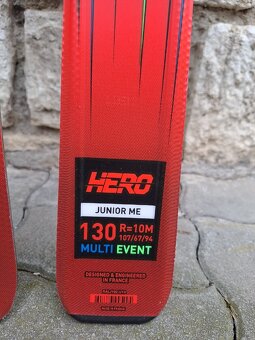 HERO
JUNIOR ME
130 R=10M
107/67/94
MULTI EVENT
DESIGNED & ENGINEERED
IN FRANCE